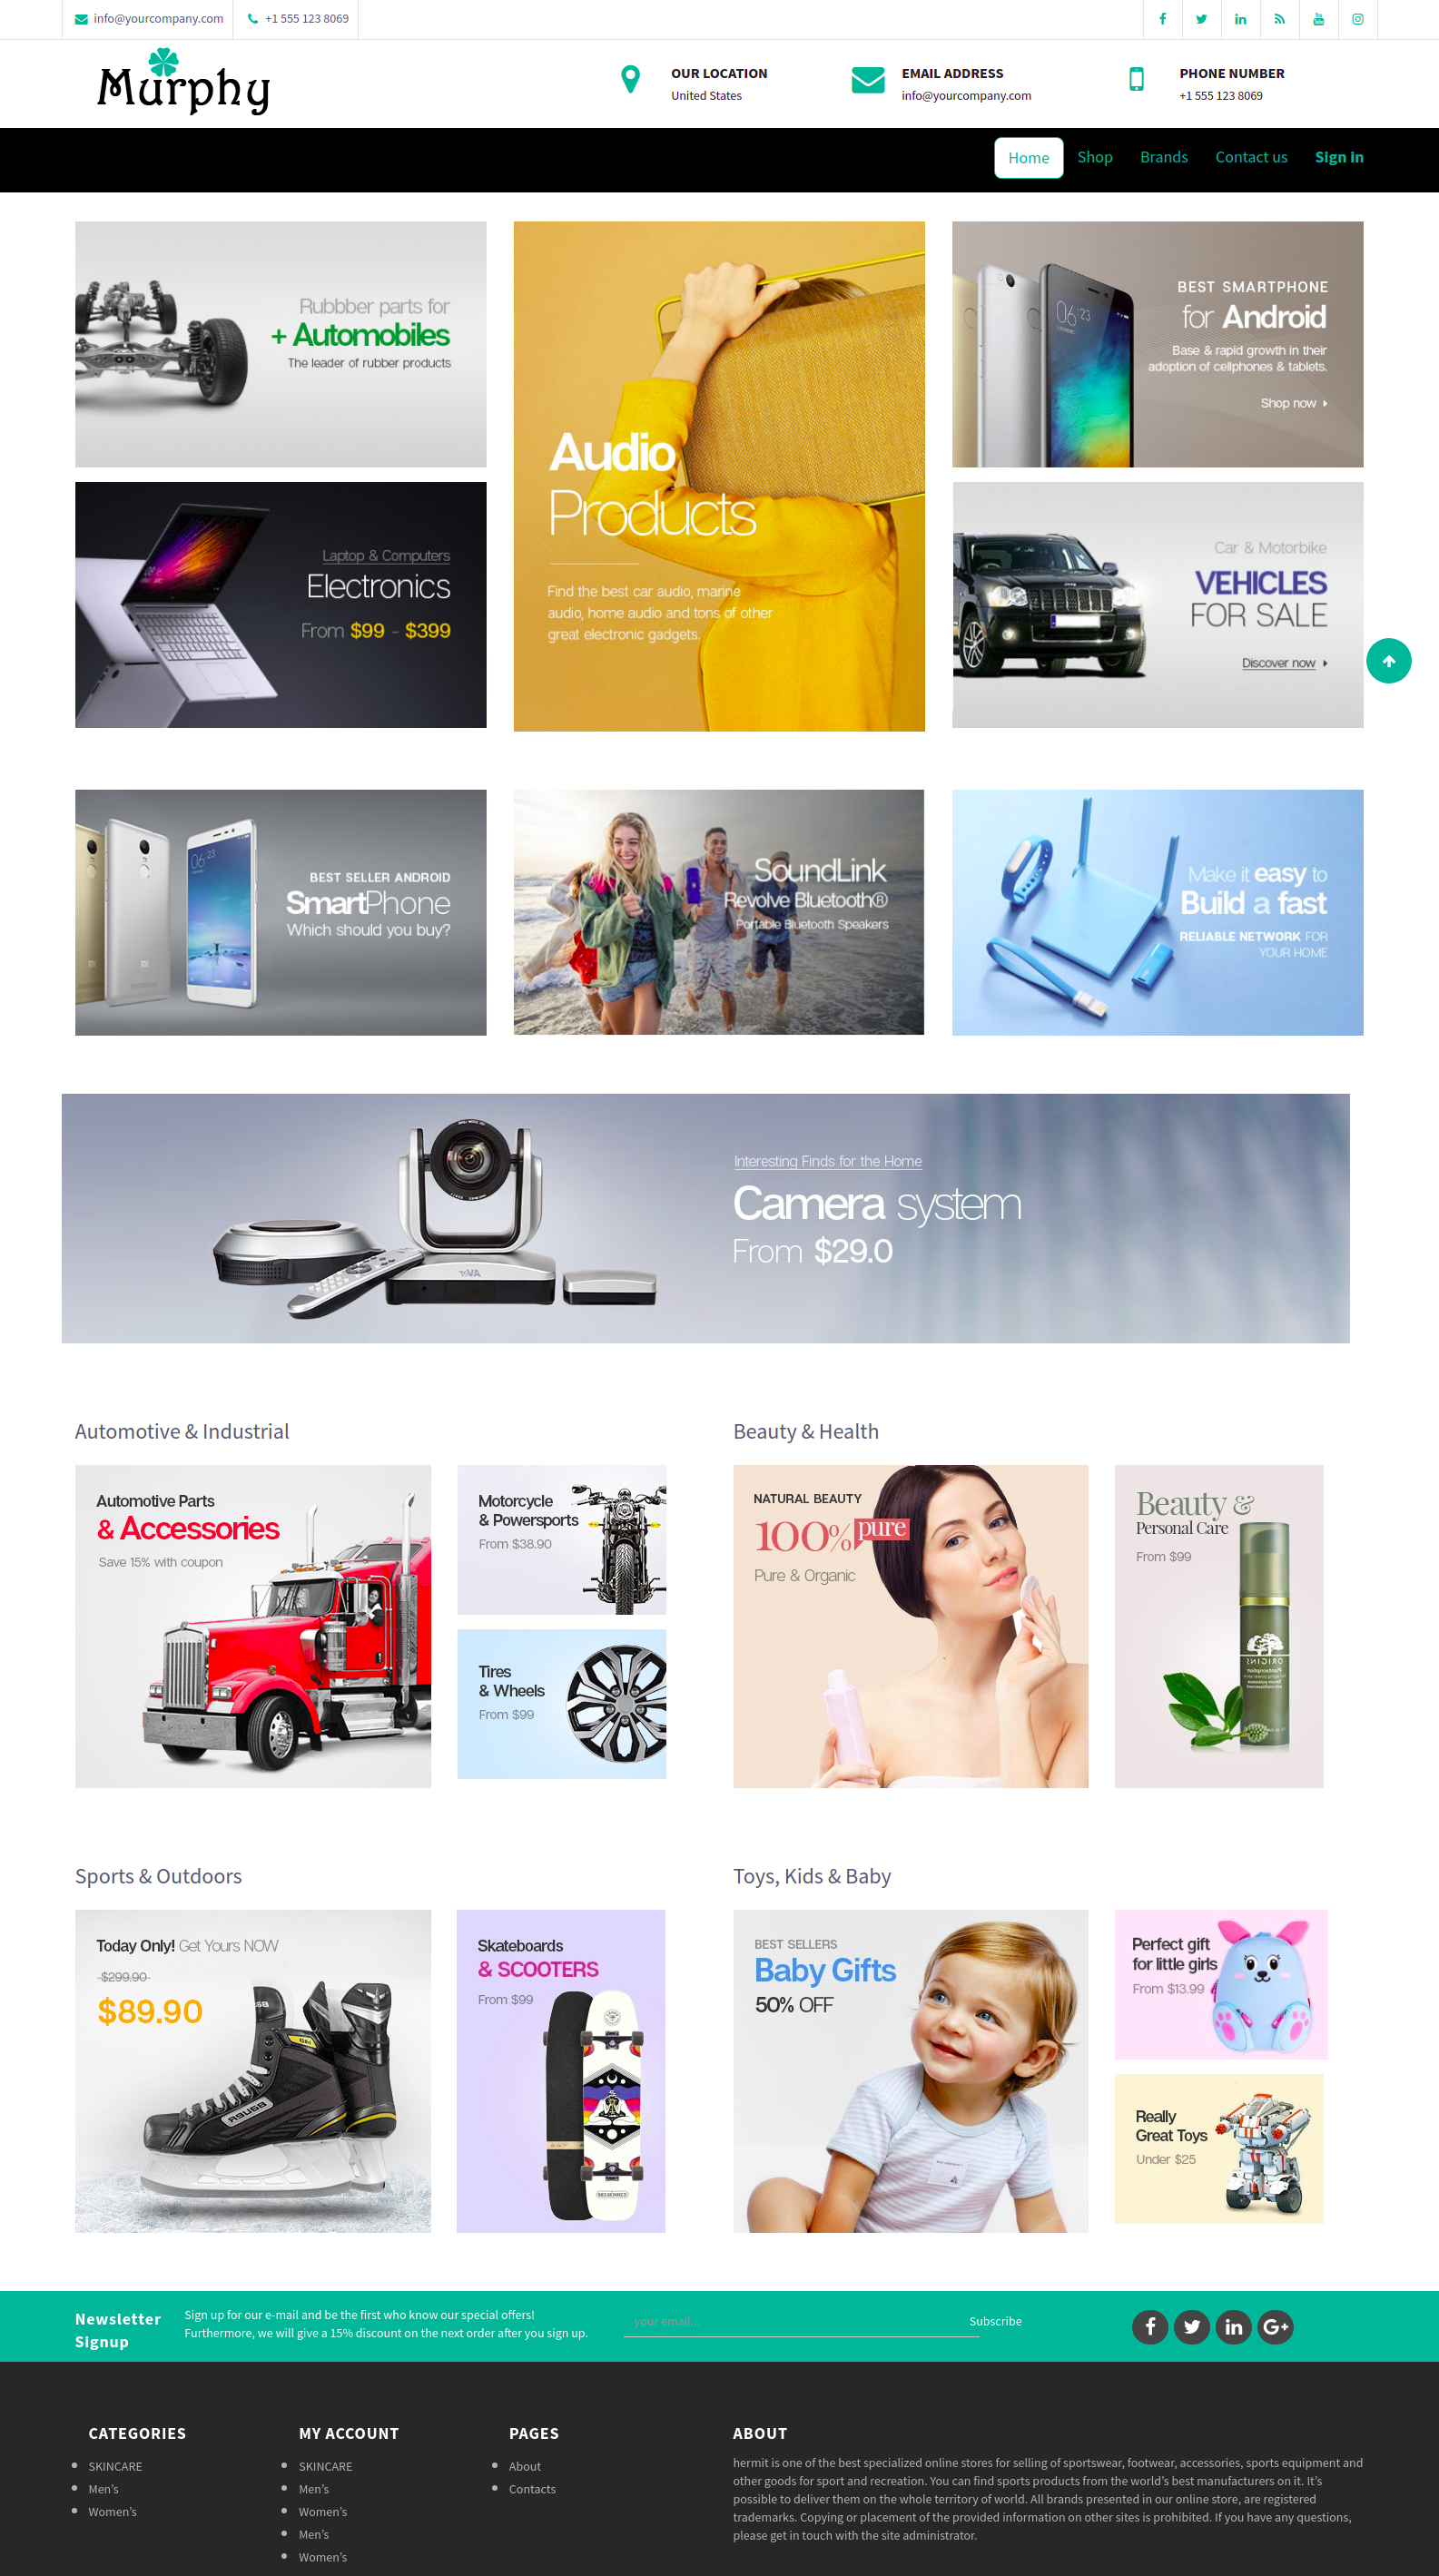 info@yourcompany.com
+1 555 123 8069
Murphy
OUR LOCATION
United States
EMAIL ADDRESS
info@yourcompany.com
PHONE NUMBER
+1 555 123 8069
Home
Shop
Brands
Contact us
Sign in
Rubbber parts for
+ Automobiles
The leader of rubber products
Audio
Products
Find the best car audio, marine
audio, home audio and tons of other
great electronic gadgets.
06:23
BEST SMARTPHONE
for Android
Base & rapid growth in their
adoption of cellphones & tablets.
Shop now
Laptop & Computers
Electronics
From $99 - $399
Car & Motorbike
VEHICLES
FOR SALE
Discover now
06:23
BEST SELLER ANDROID
SmartPhone
Which should you buy?
SoundLink
Revolve Bluetooth®
Portable Bluetooth Speakers
Make it easy to
Build a fast
RELIABLE NETWORK FOR
YOUR HOME
Interesting Finds for the Home
Camera system
From $29.0
Automotive & Industrial
Automotive Parts
& Accessories
Save 15% with coupon
Motorcycle
& Powersports
From $38.90
Tires
& Wheels
From $99
Beauty & Health
NATURAL BEAUTY
100% pure
Pure & Organic
Beauty &
Personal Care
From $99
ORIGINS
Sports & Outdoors
Today Only! Get Yours NOW
$299.90
$89.90
BAUER
Skateboards
& SCOOTERS
From $99
Toys, Kids & Baby
BEST SELLERS
Baby Gifts
50% OFF
Perfect gift
for little girls
From $13.99
Really
Great Toys
Under $25
Newsletter
Signup
Sign up for our e-mail and be the first who know our special offers!
Furthermore, we will give a 15% discount on the next order after you sign up.
your email...
Subscribe
CATEGORIES
SKINCARE
Men's
Women's
MY ACCOUNT
SKINCARE
Men's
Women's
Men's
Women's
PAGES
About
Contacts
ABOUT
hermit is one of the best specialized online stores for selling of sportswear, footwear, accessories, sports equipment and
other goods for sport and recreation. You can find sports products from the world's best manufacturers on it. It's
possible to deliver them on the whole territory of world. All brands presented in our online store, are registered
trademarks. Copying or placement of the provided information on other sites is prohibited. If you have any questions,
please get in touch with the site administrator.